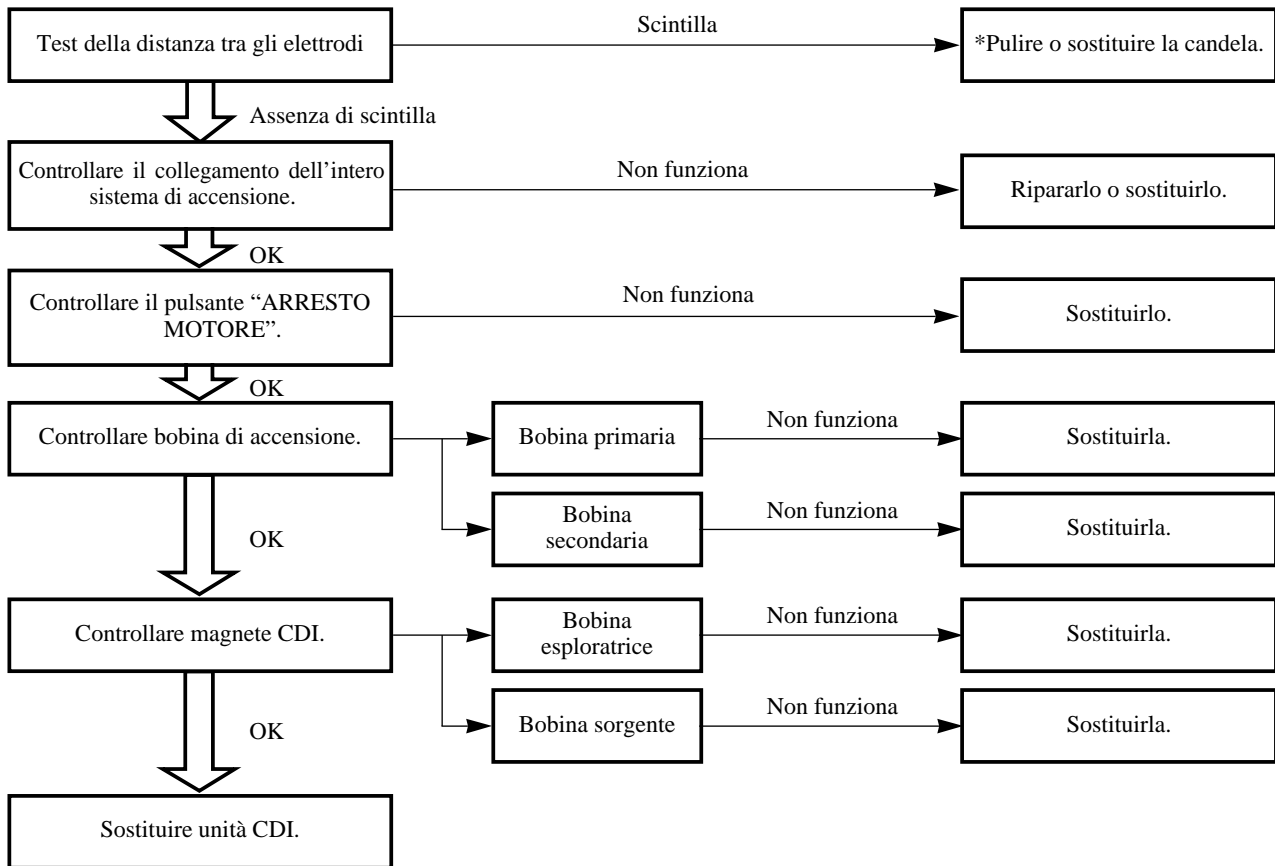 Test della distanza tra gli elettrodi
Scintilla
*Pulire o sostituire la candela.
Assenza di scintilla
Controllare il collegamento dell’intero
sistema di accensione.
Non funziona
Ripararlo o sostituirlo.
OK
Controllare il pulsante “ARRESTO
MOTORE”.
Non funziona
Sostituirlo.
OK
Controllare bobina di accensione.
Bobina primaria
Non funziona
Sostituirla.
Bobina
secondaria
Non funziona
Sostituirla.
OK
Controllare magnete CDI.
Bobina
esploratrice
Non funziona
Sostituirla.
Bobina sorgente
Non funziona
Sostituirla.
OK
Sostituire unità CDI.